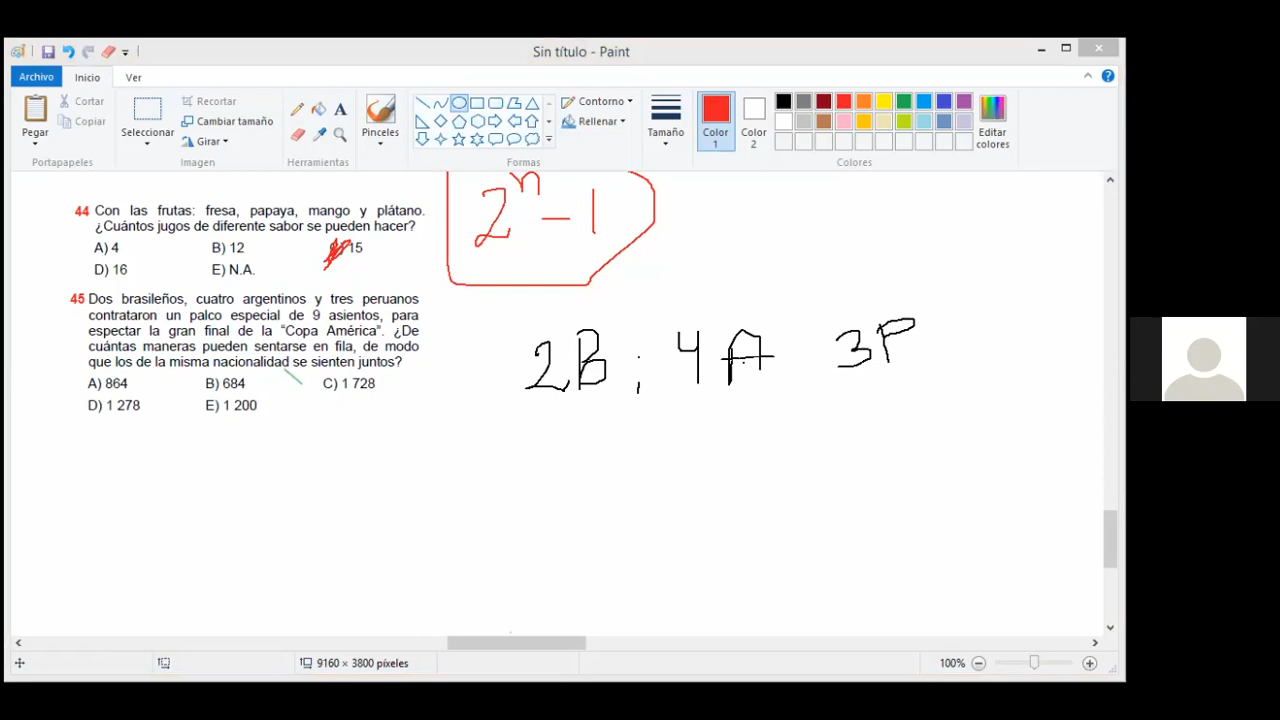 Sin título - Paint
Archivo Inicio Ver
Pegar
Cortar
Copiar
Portapapeles
Seleccionar
Recortar
Cambiar tamaño
Girar
Imagen
Herramientas
Pinceles
Contorno
Rellenar
Formas
Tamaño
Color 1
Color 2
Editar colores
Colores
2^n - 1
44 Con las frutas: fresa, papaya, mango y plátano.
¿Cuántos jugos de diferente sabor se pueden hacer?
A) 4 B) 12 15
D) 16 E) N.A.
45 Dos brasileños, cuatro argentinos y tres peruanos
contrataron un palco especial de 9 asientos, para
espectar la gran final de la “Copa América”. ¿De
cuántas maneras pueden sentarse en fila, de modo
que los de la misma nacionalidad se sienten juntos?
A) 864 B) 684 C) 1 728
D) 1 278 E) 1 200
2B ; 4A 3P
9160 × 3800 píxeles
100%